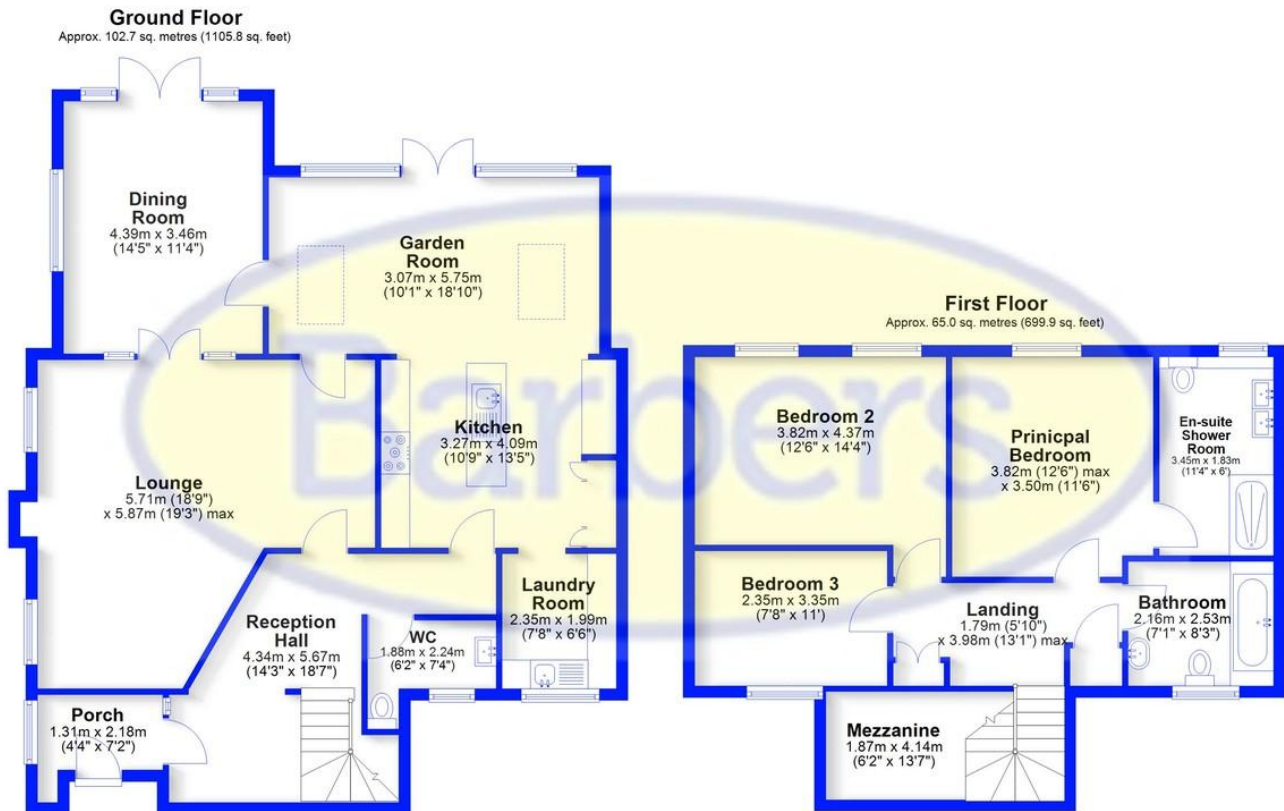 Ground Floor
Approx. 102.7 sq. metres (1105.8 sq. feet)
Dining
Room
4.39m x 3.46m
(14'5" x 11'4")
Garden
Room
3.07m x 5.75m
(10'1" x 18'10")
Kitchen
3.27m x 4.09m
(10'9" x 13'5")
Lounge
5.71m (18'9")
x 5.87m (19'3") max
Laundry
Room
2.35m x 1.99m
(7'8" x 6'6")
Reception
Hall
4.34m x 5.67m
(14'3" x 18'7")
WC
1.88m x 2.24m
(6'2" x 7'4")
Porch
1.31m x 2.18m
(4'4" x 7'2")
First Floor
Approx. 65.0 sq. metres (699.9 sq. feet)
Bedroom 2
3.82m x 4.37m
(12'6" x 14'4")
Prinicpal
Bedroom
3.82m (12'6") max
x 3.50m (11'6")
En-suite
Shower
Room
3.45m x 1.83m
(11'4" x 6')
Bedroom 3
2.35m x 3.35m
(7'8" x 11')
Landing
1.79m (5'10")
x 3.98m (13'1") max
Bathroom
2.16m x 2.53m
(7'1" x 8'3")
Mezzanine
1.87m x 4.14m
(6'2" x 13'7")
Barbers